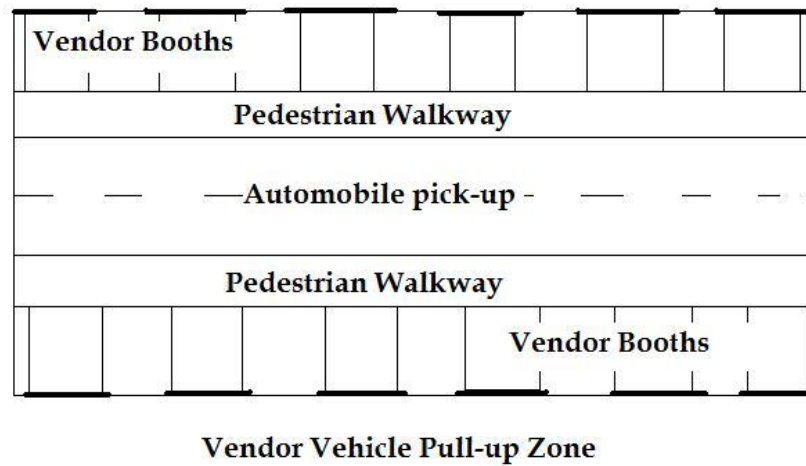 Vendor Booths
Pedestrian Walkway
Automobile pick-up
Pedestrian Walkway
Vendor Booths
Vendor Vehicle Pull-up Zone